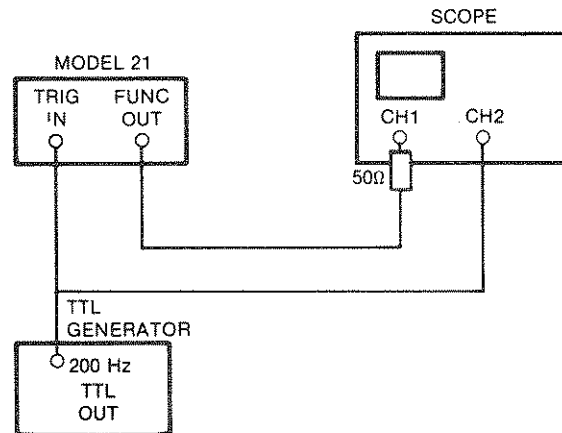 SCOPE
MODEL 21
TRIG IN
FUNC OUT
CH1
CH2
50Ω
TTL
GENERATOR
200 Hz
TTL
OUT